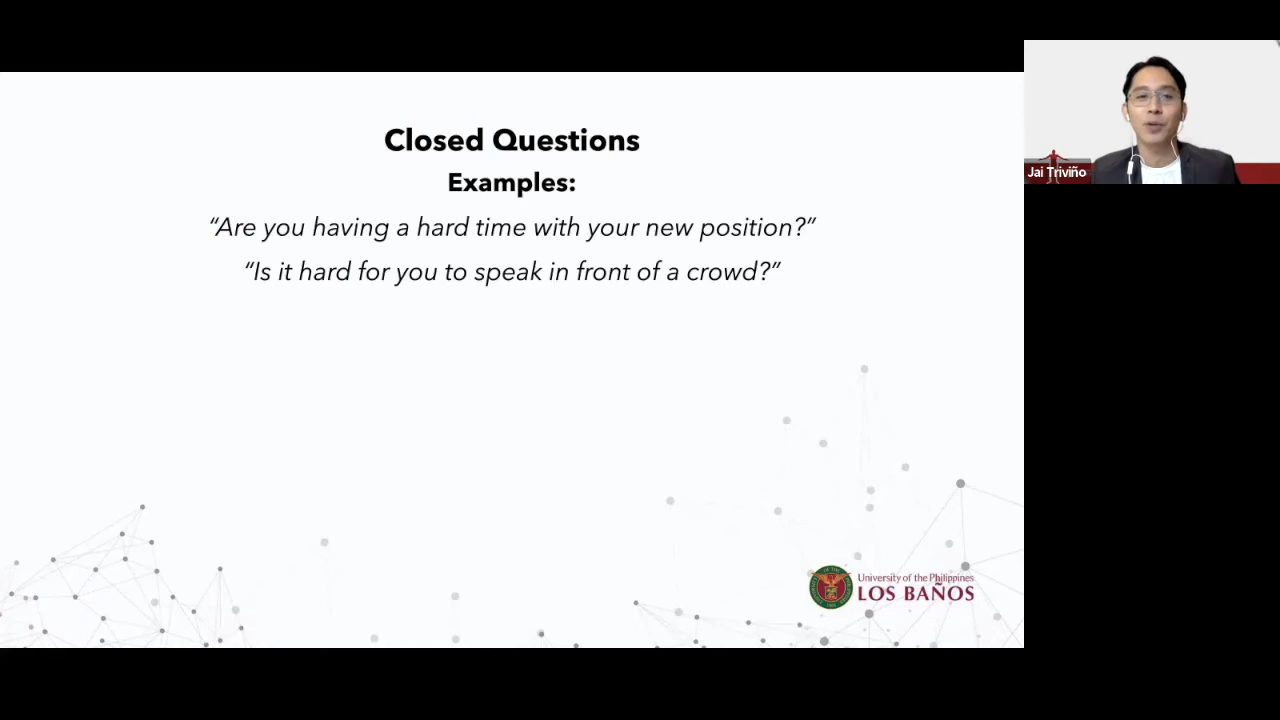 Closed Questions
Examples:
“Are you having a hard time with your new position?”
“Is it hard for you to speak in front of a crowd?”
Jai Triviño
University of the Philippines
LOS BAÑOS